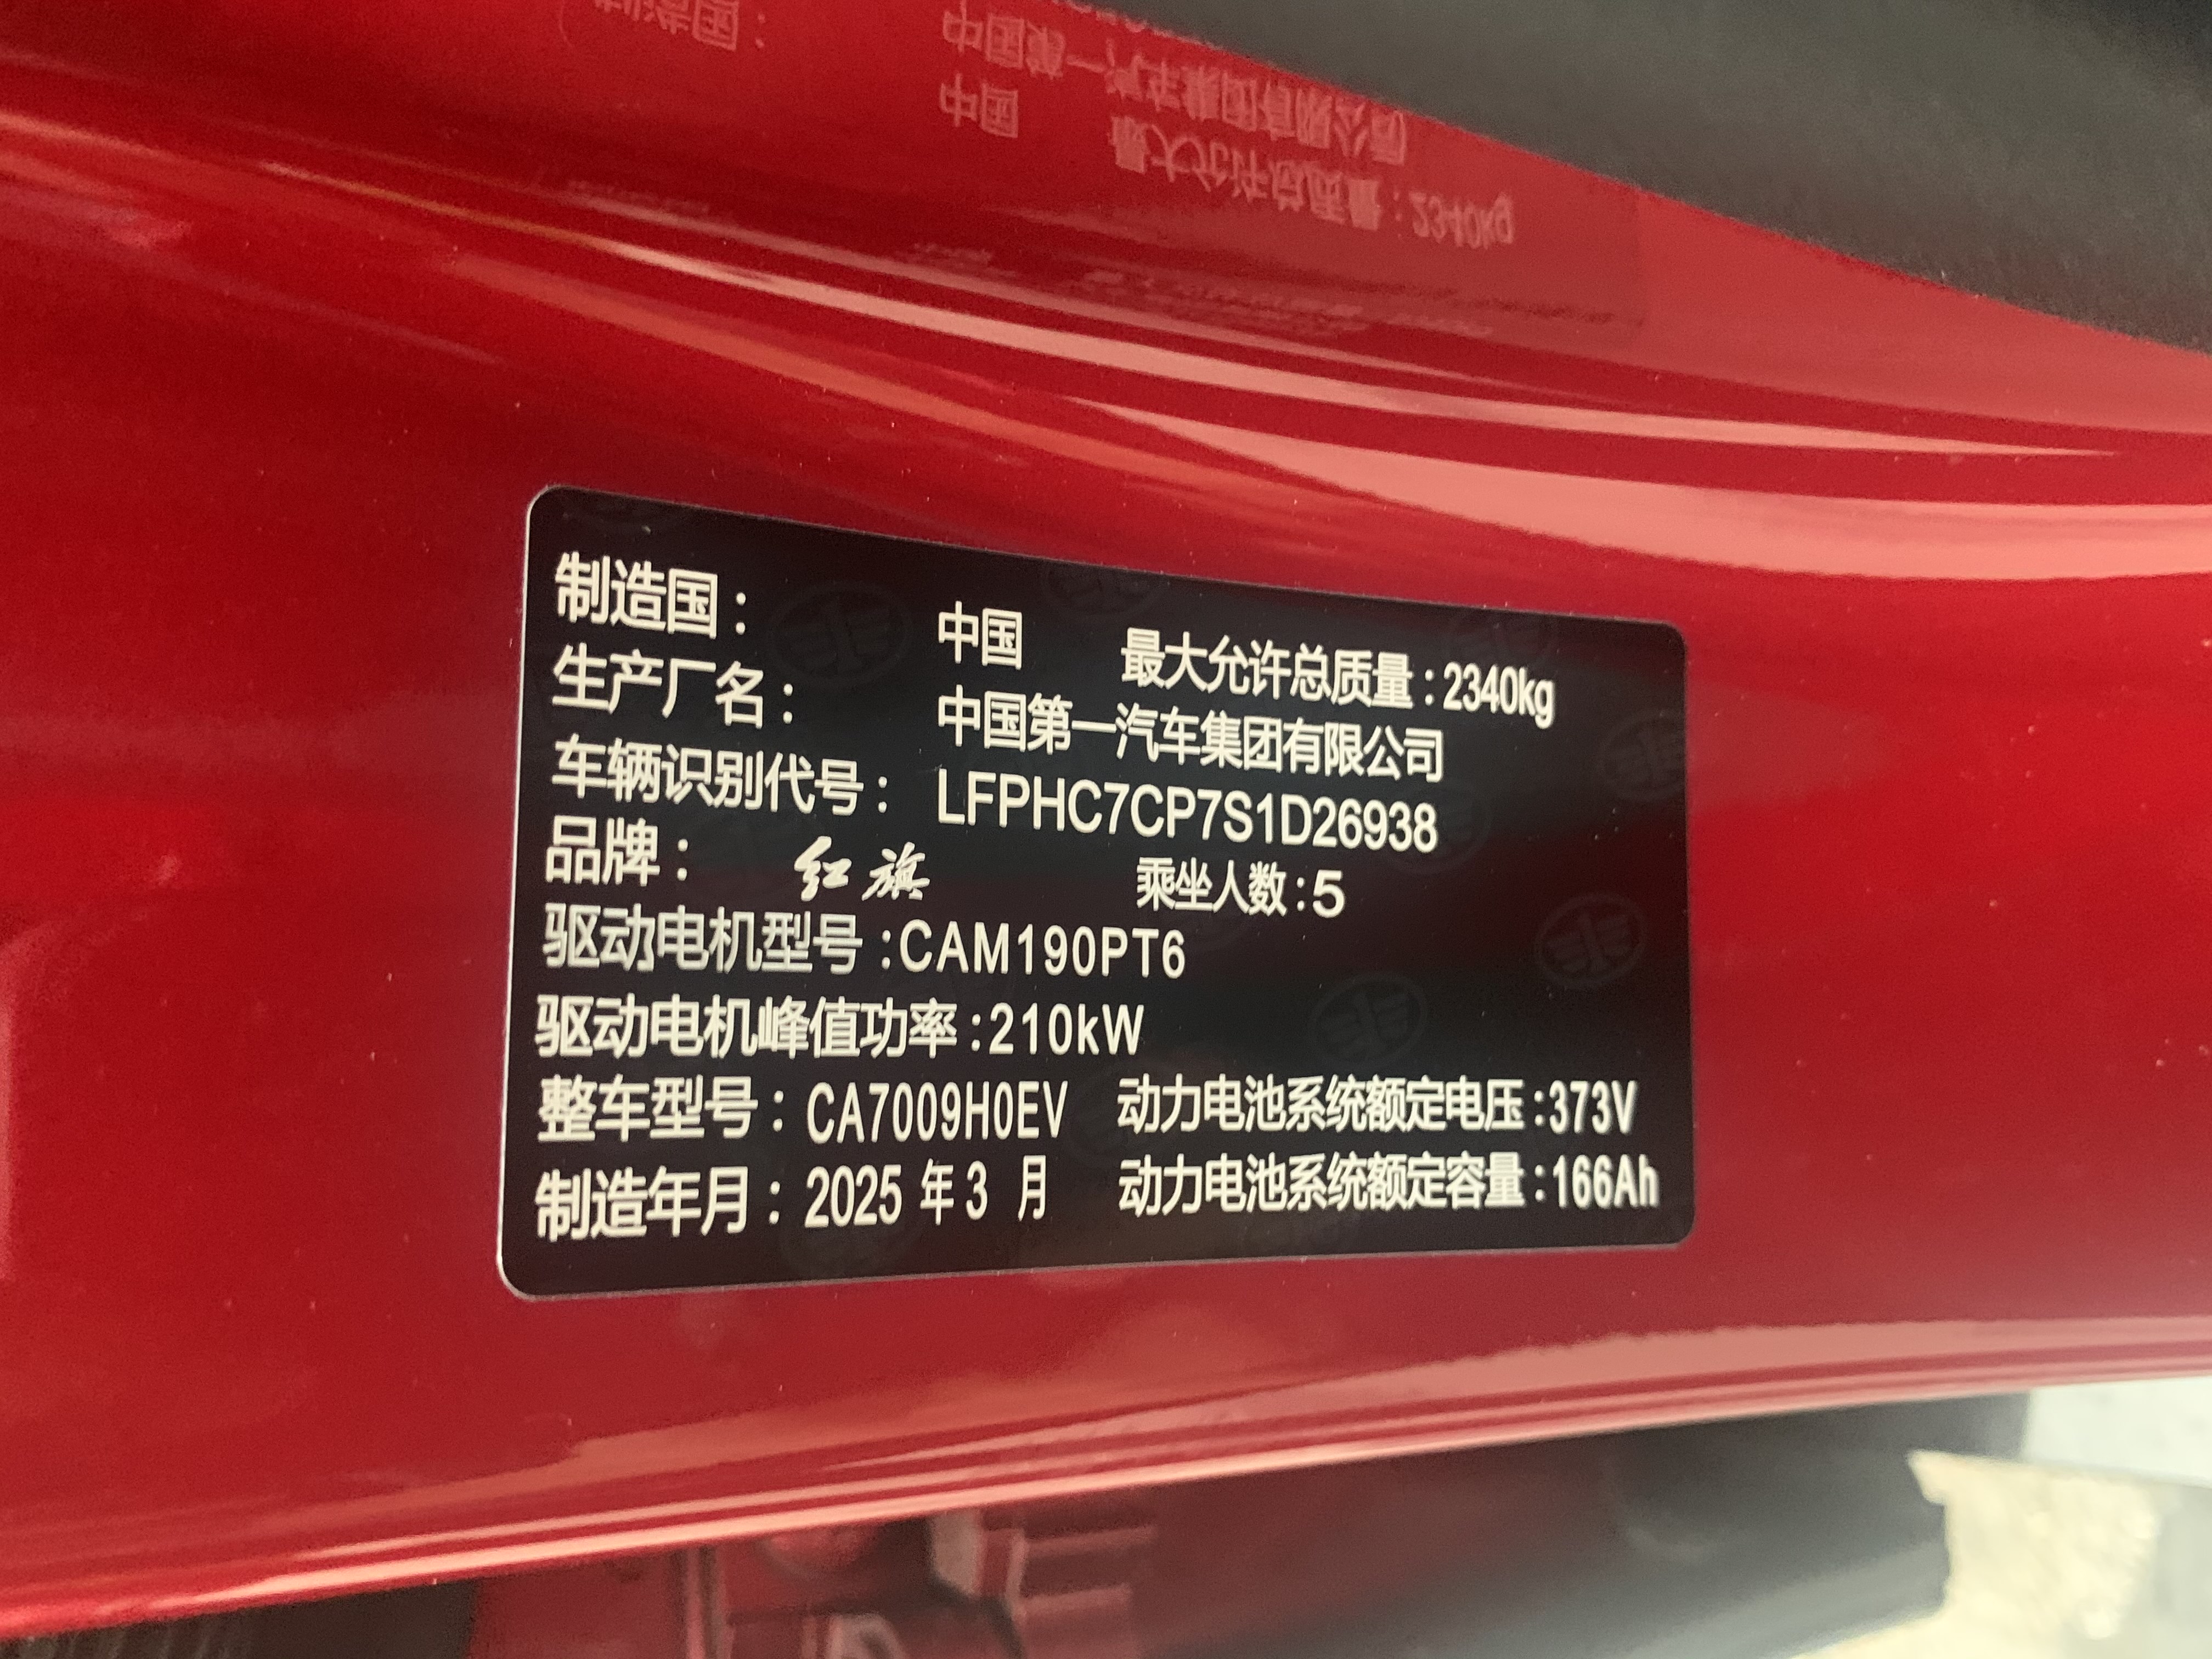 制造国： 中国 最大允许总质量：2340kg
生产厂名： 中国第一汽车集团有限公司
车辆识别代号： LFPHC7CP7S1D26938
品牌： 红旗 乘坐人数：5
驱动电机型号：CAM190PT6
驱动电机峰值功率：210kW
整车型号：CA7009H0EV 动力电池系统额定电压：373V
制造年月：2025 年 3 月 动力电池系统额定容量：166Ah